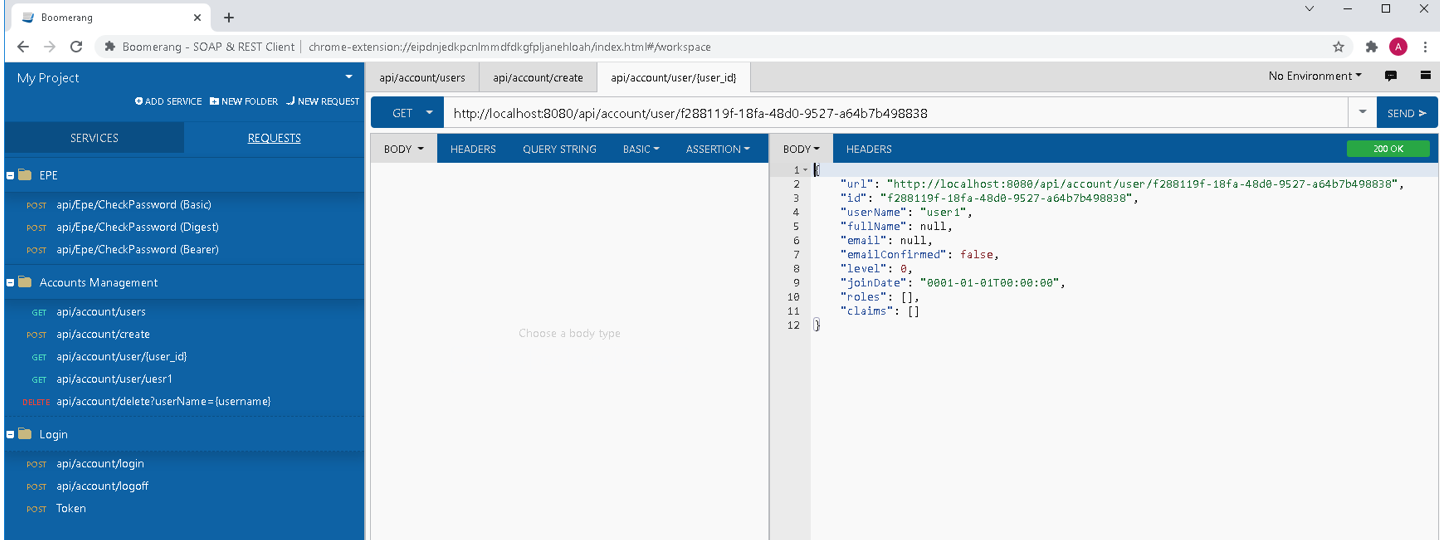 Boomerang
Boomerang - SOAP & REST Client | chrome-extension://eipdnjedkpcnlmmdfdkgfpljanehloah/index.html#/workspace
A
My Project
ADD SERVICE NEW FOLDER NEW REQUEST
SERVICES REQUESTS
EPE
POST api/Epe/CheckPassword (Basic)
POST api/Epe/CheckPassword (Digest)
POST api/Epe/CheckPassword (Bearer)
Accounts Management
GET api/account/users
POST api/account/create
GET api/account/user/{user_id}
GET api/account/user/uesr1
DELETE api/account/delete?userName={username}
Login
POST api/account/login
POST api/account/logoff
POST Token
api/account/users api/account/create api/account/user/{user_id} No Environment
GET http://localhost:8080/api/account/user/f288119f-18fa-48d0-9527-a64b7b498838 SEND
BODY HEADERS QUERY STRING BASIC ASSERTION
Choose a body type
BODY HEADERS 200 OK
1 {
2 "url": "http://localhost:8080/api/account/user/f288119f-18fa-48d0-9527-a64b7b498838",
3 "id": "f288119f-18fa-48d0-9527-a64b7b498838",
4 "userName": "user1",
5 "fullName": null,
6 "email": null,
7 "emailConfirmed": false,
8 "level": 0,
9 "joinDate": "0001-01-01T00:00:00",
10 "roles": [],
11 "claims": []
12 }